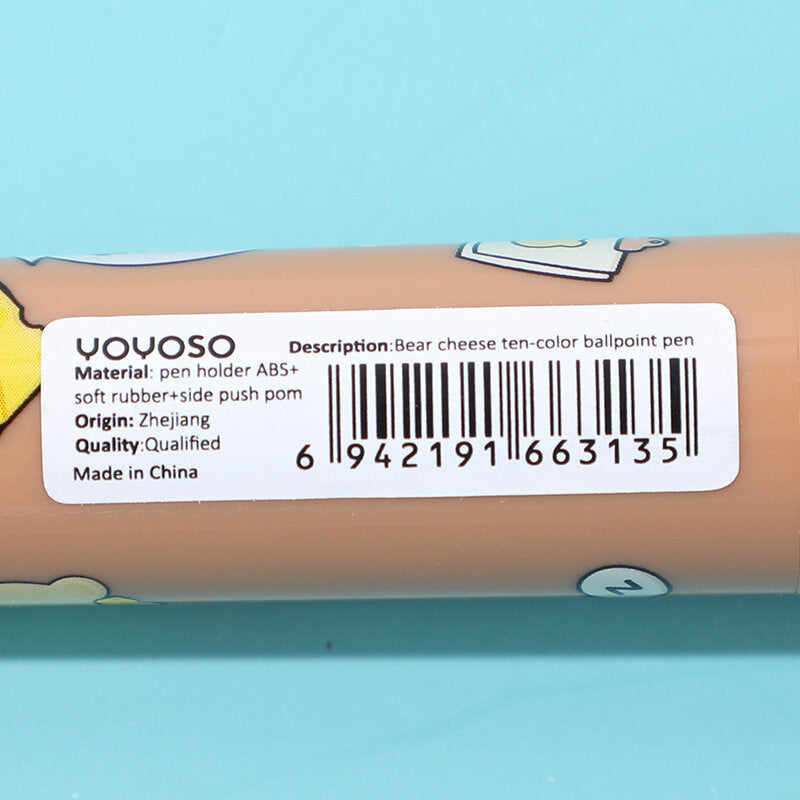 YOYOSO
Description:Bear cheese ten-color ballpoint pen
Material: pen holder ABS+
soft rubber+side push pom
Origin: Zhejiang
Quality:Qualified
Made in China
6 942191 663135
Z